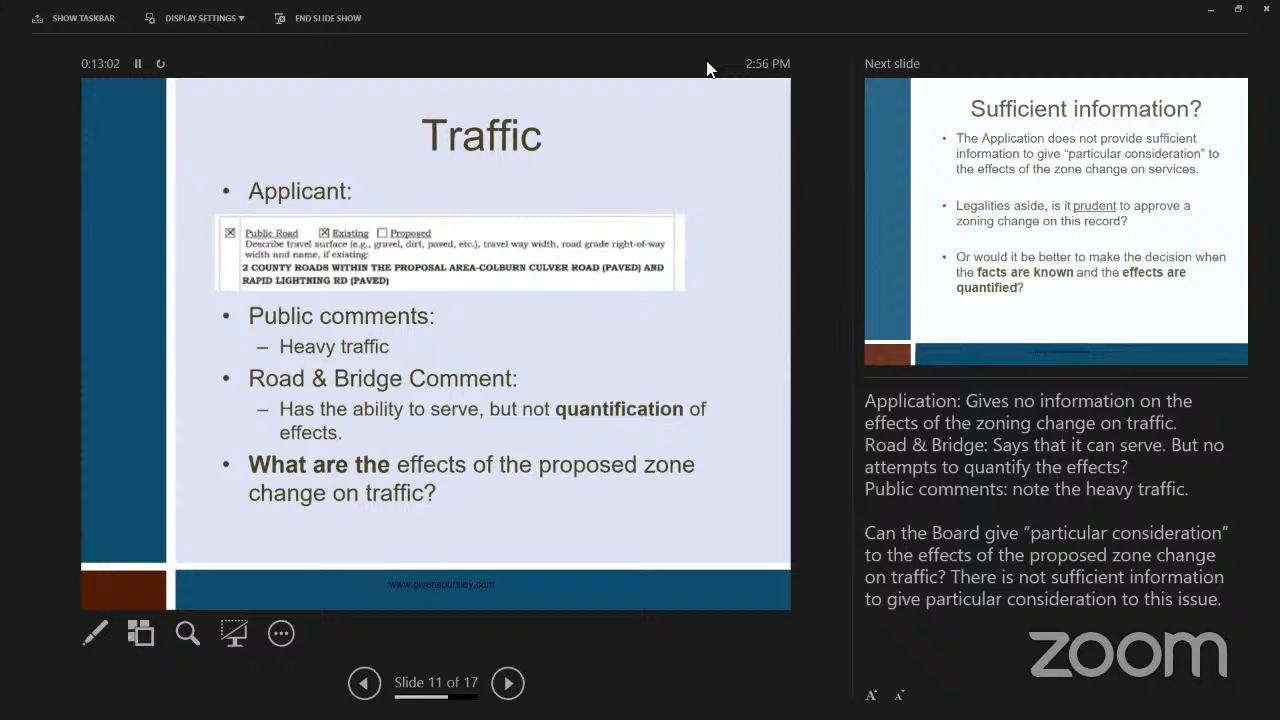 SHOW TASKBAR
DISPLAY SETTINGS
END SLIDE SHOW
0:13:02
2:56 PM
Traffic
• Applicant:
Public Road Existing Proposed
Describe travel surface (e.g., gravel, dirt, paved, etc.), travel way width, road grade right-of-way
width and name, if existing:
2 COUNTY ROADS WITHIN THE PROPOSAL AREA-COLBURN CULVER ROAD (PAVED) AND
RAPID LIGHTNING RD (PAVED)
• Public comments:
– Heavy traffic
• Road & Bridge Comment:
– Has the ability to serve, but not quantification of
effects.
• What are the effects of the proposed zone
change on traffic?
www.givenspursley.com
Slide 11 of 17
Next slide
Sufficient information?
• The Application does not provide sufficient
information to give “particular consideration” to
the effects of the zone change on services.
• Legalities aside, is it prudent to approve a
zoning change on this record?
• Or would it be better to make the decision when
the facts are known and the effects are
quantified?
Application: Gives no information on the
effects of the zoning change on traffic.
Road & Bridge: Says that it can serve. But no
attempts to quantify the effects?
Public comments: note the heavy traffic.
Can the Board give “particular consideration”
to the effects of the proposed zone change
on traffic? There is not sufficient information
to give particular consideration to this issue.
zoom
A A